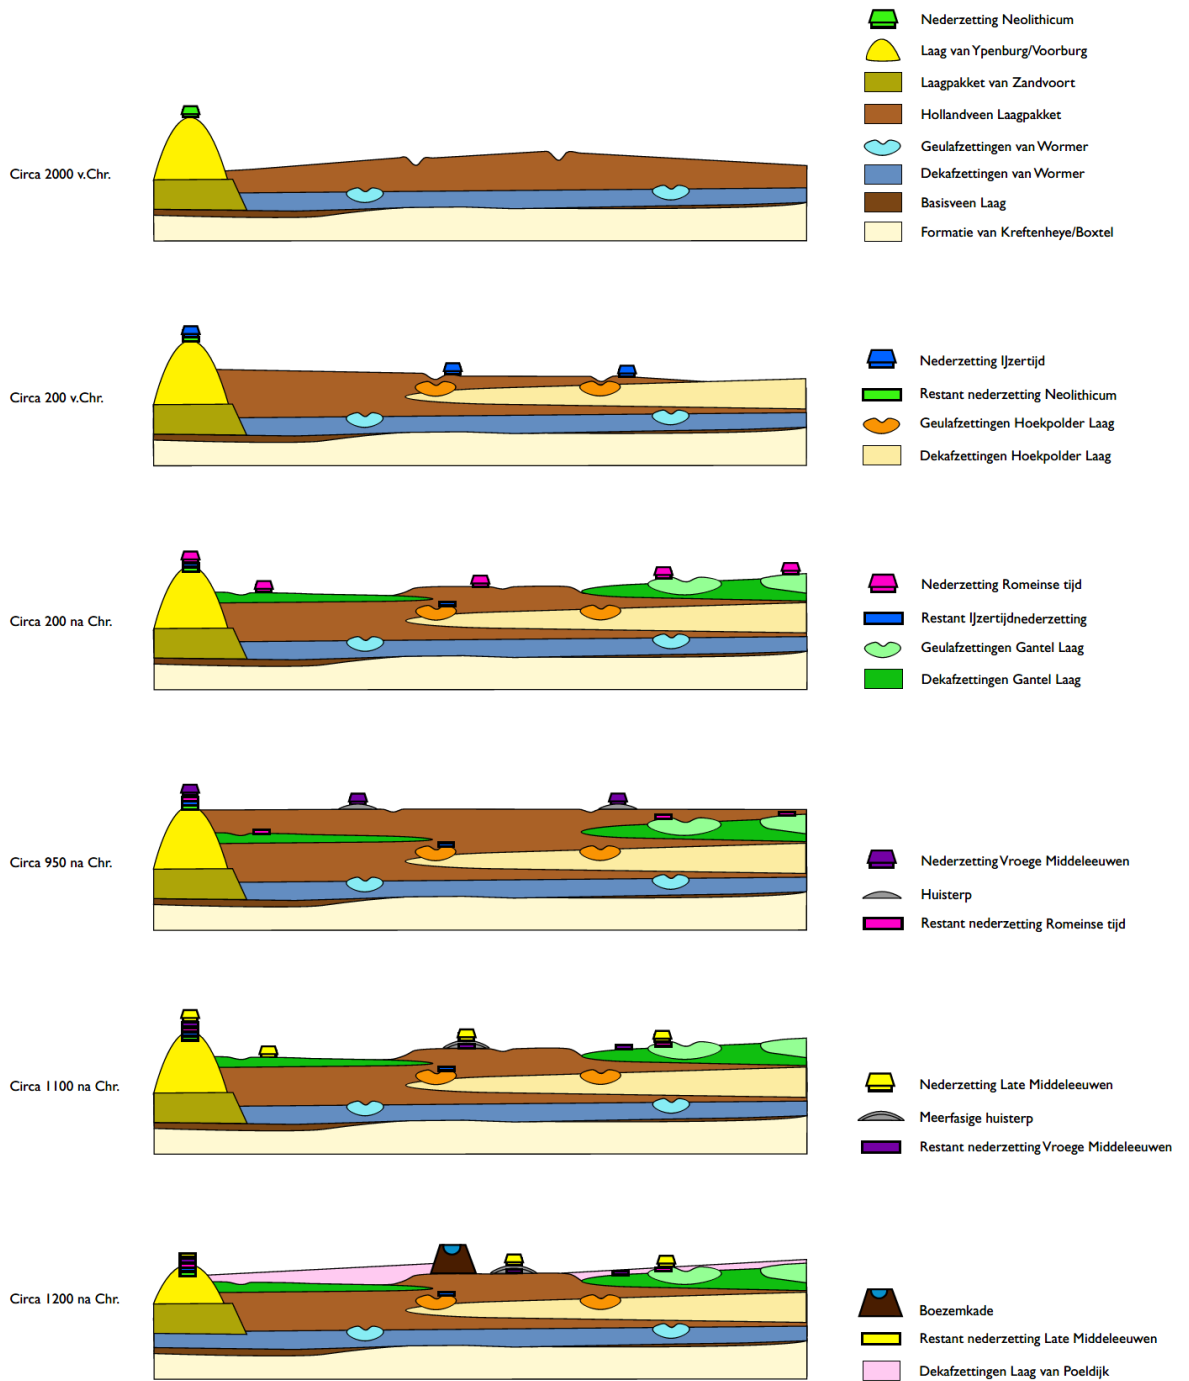 Nederzetting Neolithicum
Laag van Ypenburg/Voorburg
Laagpakket van Zandvoort
Hollandveen Laagpakket
Geulafzettingen van Wormer
Circa 2000 v.Chr.
Dekafzettingen van Wormer
Basisveen Laag
Formatie van Kreftenheye/Boxtel
Nederzetting IJzertijd
Circa 200 v.Chr.
Restant nederzetting Neolithicum
Geulafzettingen Hoekpolder Laag
Dekafzettingen Hoekpolder Laag
Nederzetting Romeinse tijd
Circa 200 na Chr.
Restant IJzertijdnederzetting
Geulafzettingen Gantel Laag
Dekafzettingen Gantel Laag
Circa 950 na Chr.
Nederzetting Vroege Middeleeuwen
Huisterp
Restant nederzetting Romeinse tijd
Circa 1100 na Chr.
Nederzetting Late Middeleeuwen
Meerfasige huisterp
Restant nederzetting Vroege Middeleeuwen
Circa 1200 na Chr.
Boezemkade
Restant nederzetting Late Middeleeuwen
Dekafzettingen Laag van Poeldijk